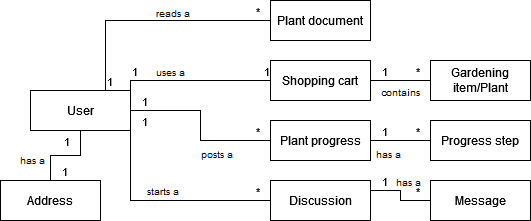 reads a
*
Plant document
1
1
uses a
1
Shopping cart
1
*
contains
Gardening
item/Plant
User
1
1
posts a
*
Plant progress
1
*
has a
Progress step
1
has a
1
Address
starts a
*
Discussion
1
has a
*
Message